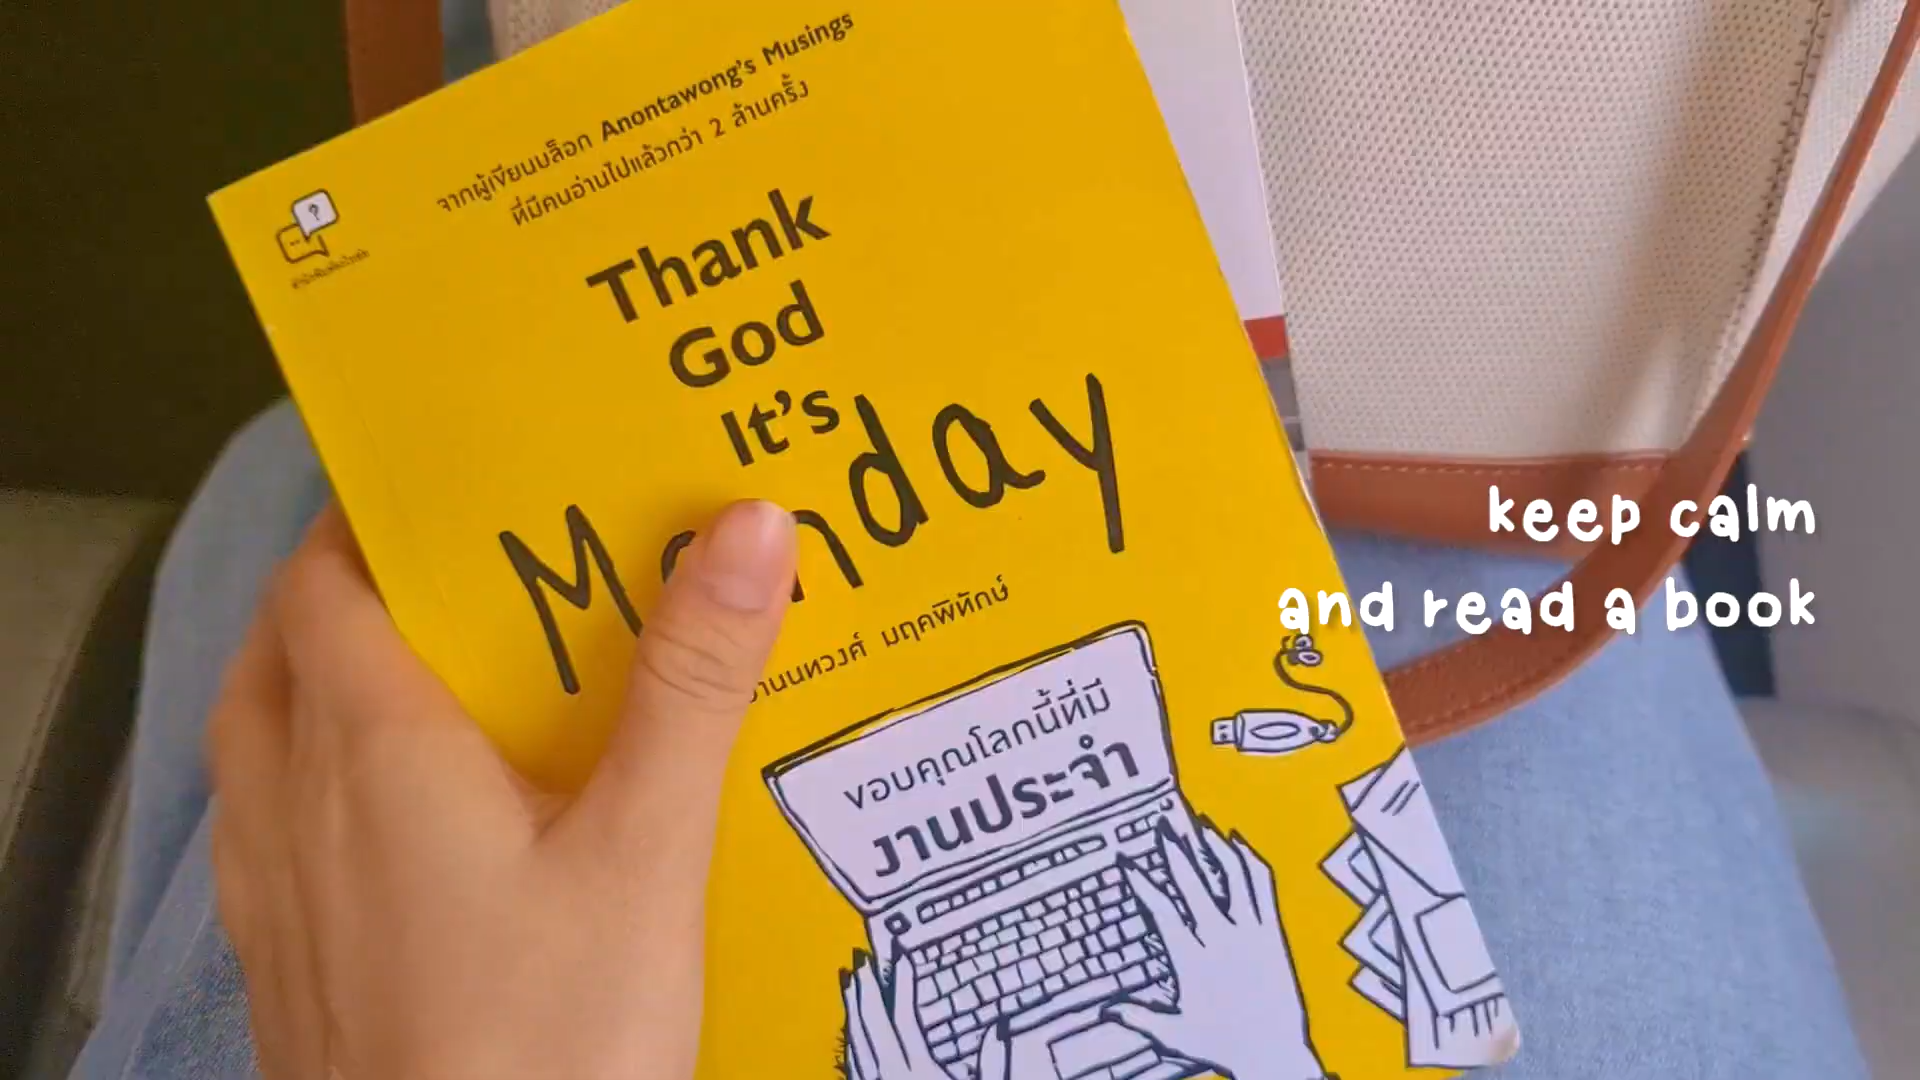 จากผู้เขียนบล็อก Anontawong's Musings
ที่มีคนอ่านไปแล้วกว่า 2 ล้านครั้ง
Thank
God
It's
Monday
อานนทวงศ์ มฤคพิทักษ์
ขอบคุณโลกนี้ที่มี
งานประจำ
keep calm
and read a book